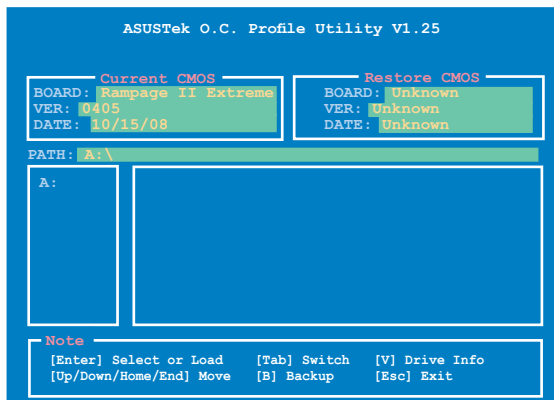 ASUSTek O.C. Profile Utility V1.25
Current CMOS
BOARD: Rampage II Extreme
VER: 0405
DATE: 10/15/08
Restore CMOS
BOARD: Unknown
VER: Unknown
DATE: Unknown
PATH: A:\
A:
Note
[Enter] Select or Load [Tab] Switch [V] Drive Info
[Up/Down/Home/End] Move [B] Backup [Esc] Exit